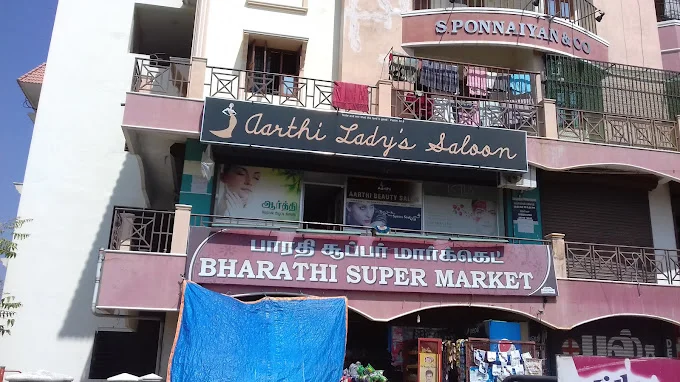 S.PONNAIYAN & CO
aarthi Lady's Saloon
ஆர்த்தி
AARTHI BEAUTY
பாரதி சூப்பர் மார்க்கெட்
BHARATHI SUPER MARKET